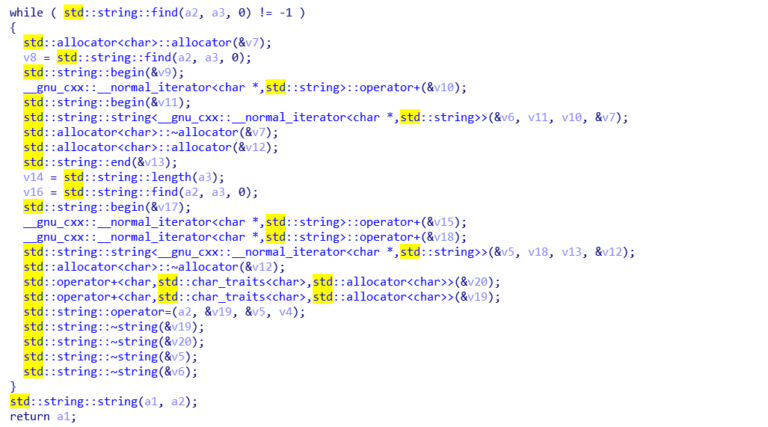 while ( std::string::find(a2, a3, 0) != -1 )
{
std::allocator<char>::allocator(&v7);
v8 = std::string::find(a2, a3, 0);
std::string::begin(&v9);
__gnu_cxx::__normal_iterator<char *,std::string>::operator+(&v10);
std::string::begin(&v11);
std::string::string<__gnu_cxx::__normal_iterator<char *,std::string>>(&v6, v11, v10, &v7);
std::allocator<char>::~allocator(&v7);
std::allocator<char>::allocator(&v12);
std::string::end(&v13);
v14 = std::string::length(a3);
v16 = std::string::find(a2, a3, 0);
std::string::begin(&v17);
__gnu_cxx::__normal_iterator<char *,std::string>::operator+(&v15);
__gnu_cxx::__normal_iterator<char *,std::string>::operator+(&v18);
std::string::string<__gnu_cxx::__normal_iterator<char *,std::string>>(&v5, v18, v13, &v12);
std::allocator<char>::~allocator(&v12);
std::operator+<char,std::char_traits<char>,std::allocator<char>>(&v20);
std::operator+<char,std::char_traits<char>,std::allocator<char>>(&v19);
std::string::operator=(a2, &v19, &v5, v4);
std::string::~string(&v19);
std::string::~string(&v20);
std::string::~string(&v5);
std::string::~string(&v6);
}
std::string::string(a1, a2);
return a1;